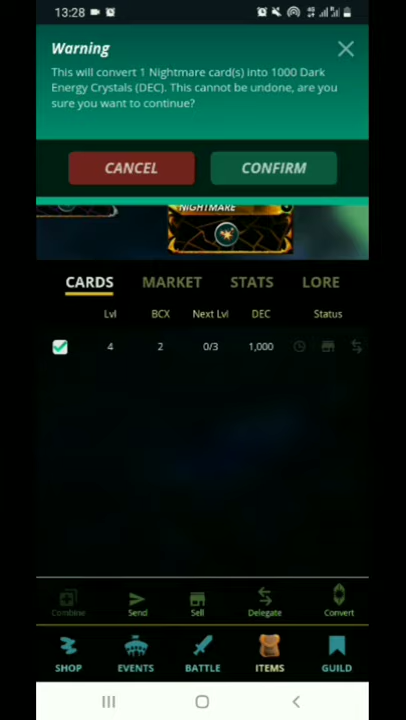 13:28
Warning
This will convert 1 Nightmare card(s) into 1000 Dark
Energy Crystals (DEC). This cannot be undone, are you
sure you want to continue?
CANCEL CONFIRM
NIGHTMARE
CARDS MARKET STATS LORE
Lvl BCX Next Lvl DEC Status
4 2 0/3 1,000
Combine Send Sell Delegate Convert
SHOP EVENTS BATTLE ITEMS GUILD